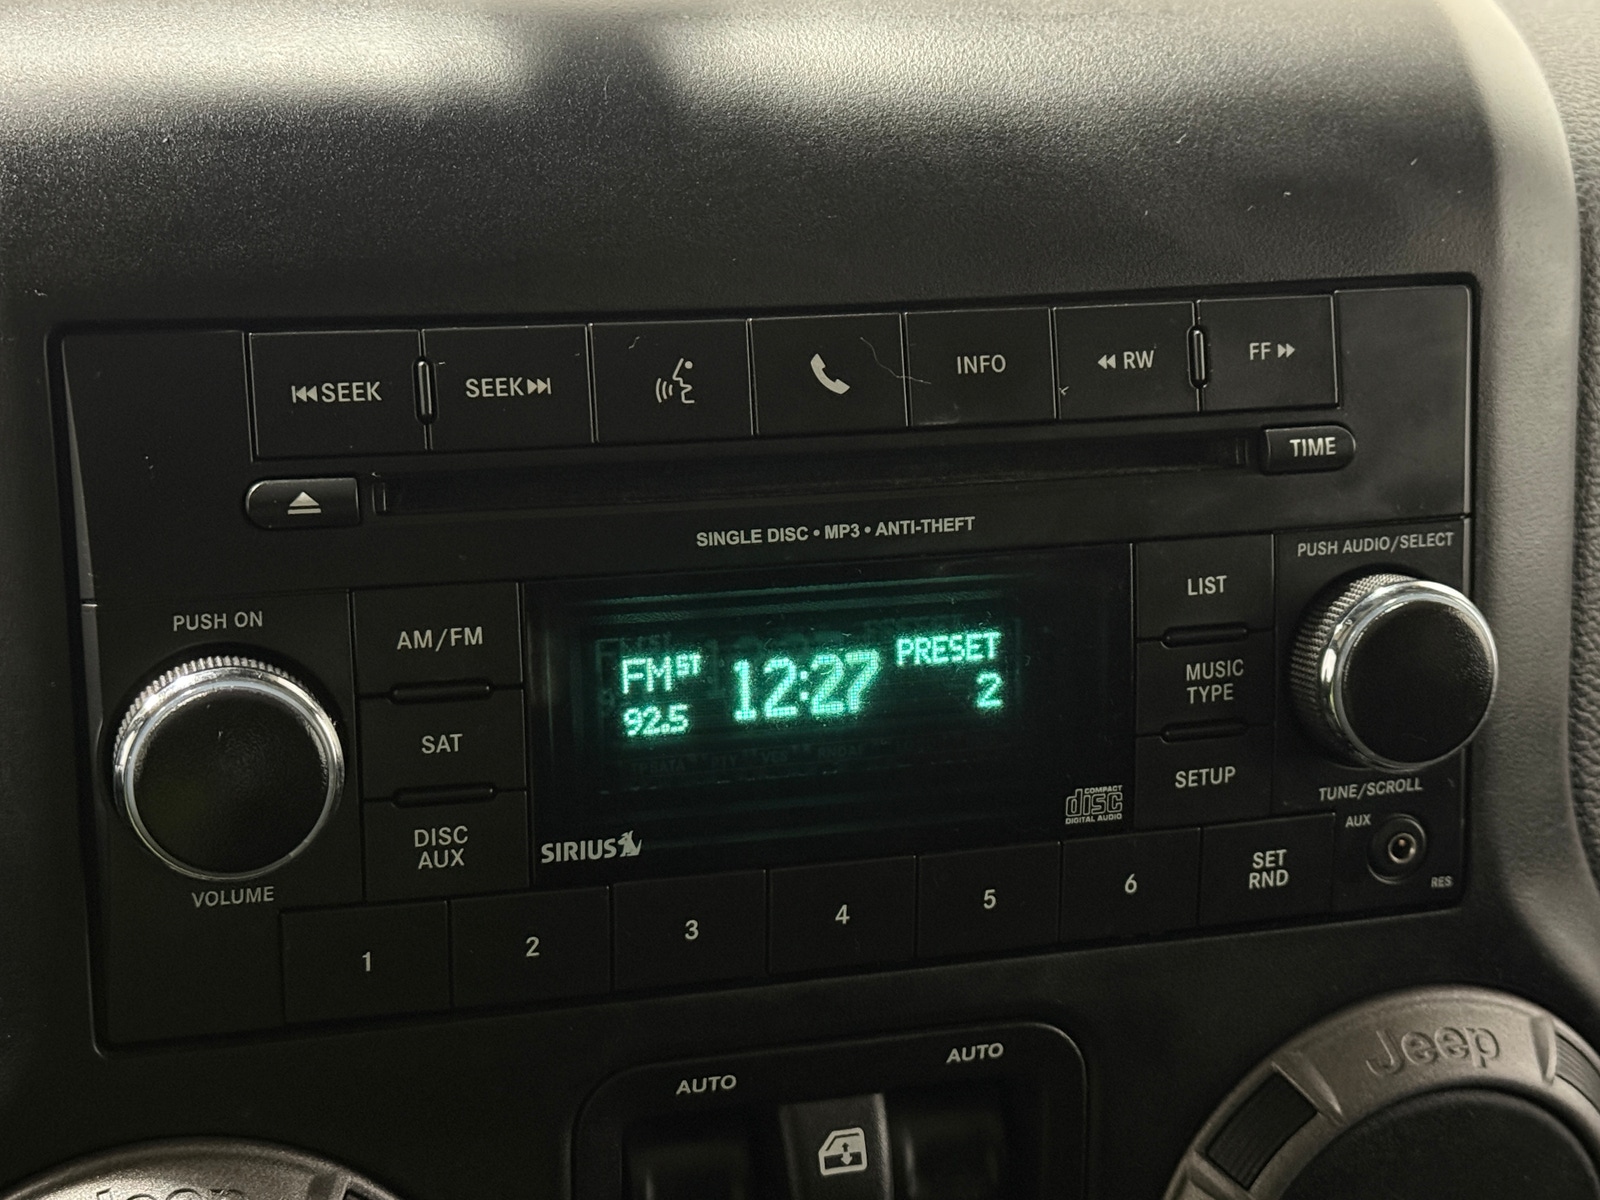 SEEK
SEEK
INFO
RW
FF
TIME
SINGLE DISC • MP3 • ANTI-THEFT
PUSH AUDIO/SELECT
PUSH ON
AM/FM
LIST
FMST
12:27
PRESET
92.5
2
MUSIC
TYPE
SAT
SETUP
TUNE/SCROLL
COMPACT
disc
DIGITAL AUDIO
DISC
AUX
SIRIUS
AUX
RES
VOLUME
1
2
3
4
5
6
SET
RND
AUTO
AUTO
Jeep
Jeep